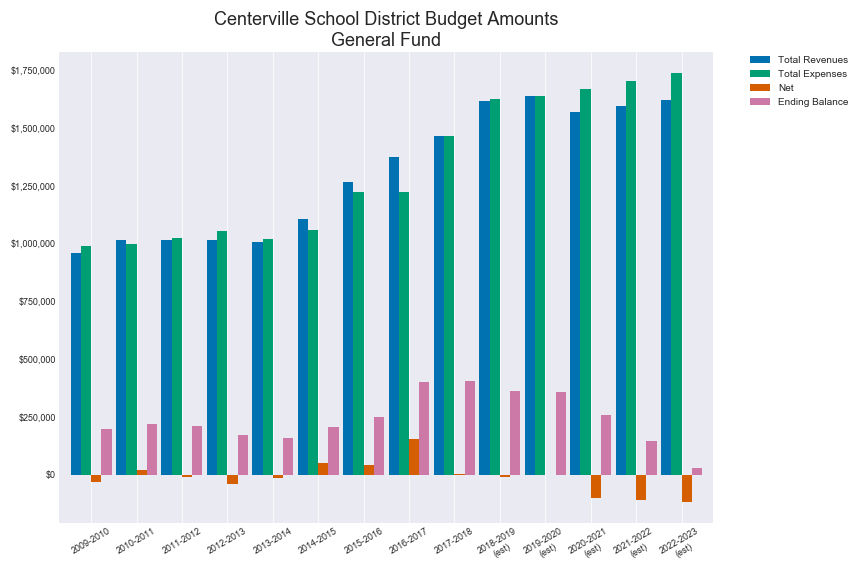 Centerville School District Budget Amounts
General Fund
Total Revenues
Total Expenses
Net
Ending Balance
$1,750,000
$1,500,000
$1,250,000
$1,000,000
$750,000
$500,000
$250,000
$0
2009-2010
2010-2011
2011-2012
2012-2013
2013-2014
2014-2015
2015-2016
2016-2017
2017-2018
2018-2019
(est)
2019-2020
(est)
2020-2021
(est)
2021-2022
(est)
2022-2023
(est)